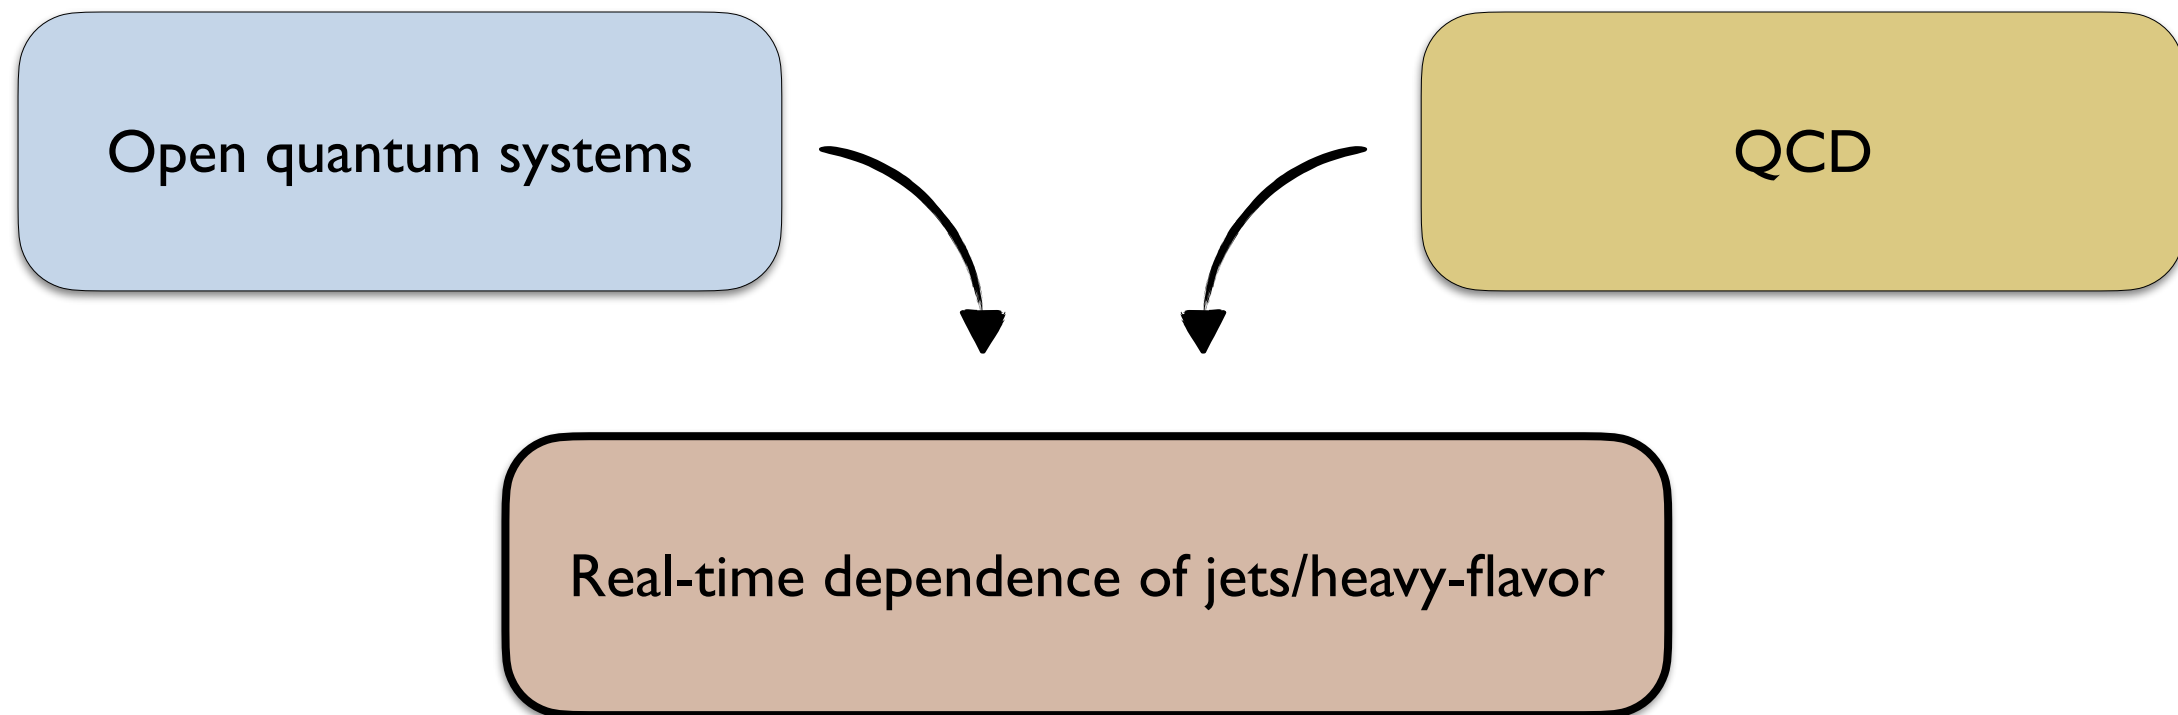 Open quantum systems
QCD
Real-time dependence of jets/heavy-flavor